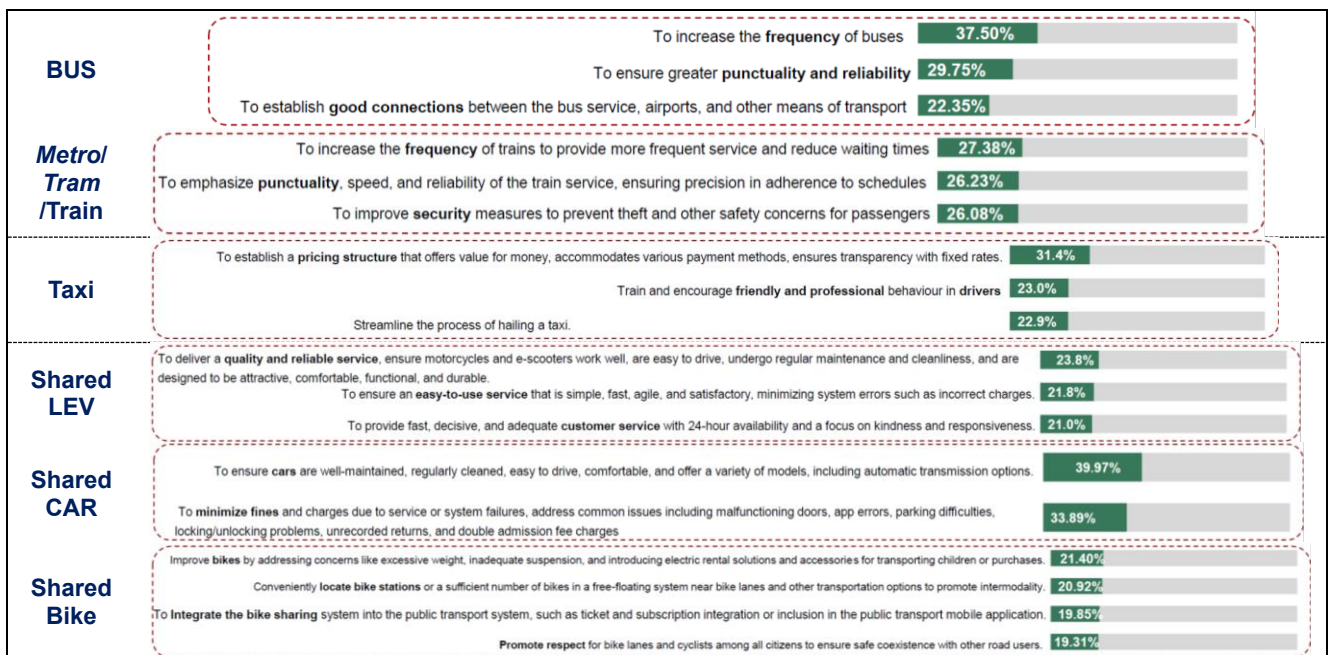 BUS
To increase the frequency of buses 37.50%
To ensure greater punctuality and reliability 29.75%
To establish good connections between the bus service, airports, and other means of transport 22.35%
Metro/
Tram
/Train
To increase the frequency of trains to provide more frequent service and reduce waiting times 27.38%
To emphasize punctuality, speed, and reliability of the train service, ensuring precision in adherence to schedules 26.23%
To improve security measures to prevent theft and other safety concerns for passengers 26.08%
Taxi
To establish a pricing structure that offers value for money, accommodates various payment methods, ensures transparency with fixed rates. 31.4%
Train and encourage friendly and professional behaviour in drivers 23.0%
Streamline the process of hailing a taxi. 22.9%
Shared
LEV
To deliver a quality and reliable service, ensure motorcycles and e-scooters work well, are easy to drive, undergo regular maintenance and cleanliness, and are
designed to be attractive, comfortable, functional, and durable. 23.8%
To ensure an easy-to-use service that is simple, fast, agile, and satisfactory, minimizing system errors such as incorrect charges. 21.8%
To provide fast, decisive, and adequate customer service with 24-hour availability and a focus on kindness and responsiveness. 21.0%
Shared
CAR
To ensure cars are well-maintained, regularly cleaned, easy to drive, comfortable, and offer a variety of models, including automatic transmission options. 39.97%
To minimize fines and charges due to service or system failures, address common issues including malfunctioning doors, app errors, parking difficulties,
locking/unlocking problems, unrecorded returns, and double admission fee charges 33.89%
Shared
Bike
Improve bikes by addressing concerns like excessive weight, inadequate suspension, and introducing electric rental solutions and accessories for transporting children or purchases. 21.40%
Conveniently locate bike stations or a sufficient number of bikes in a free-floating system near bike lanes and other transportation options to promote intermodality. 20.92%
To Integrate the bike sharing system into the public transport system, such as ticket and subscription integration or inclusion in the public transport mobile application. 19.85%
Promote respect for bike lanes and cyclists among all citizens to ensure safe coexistence with other road users. 19.31%